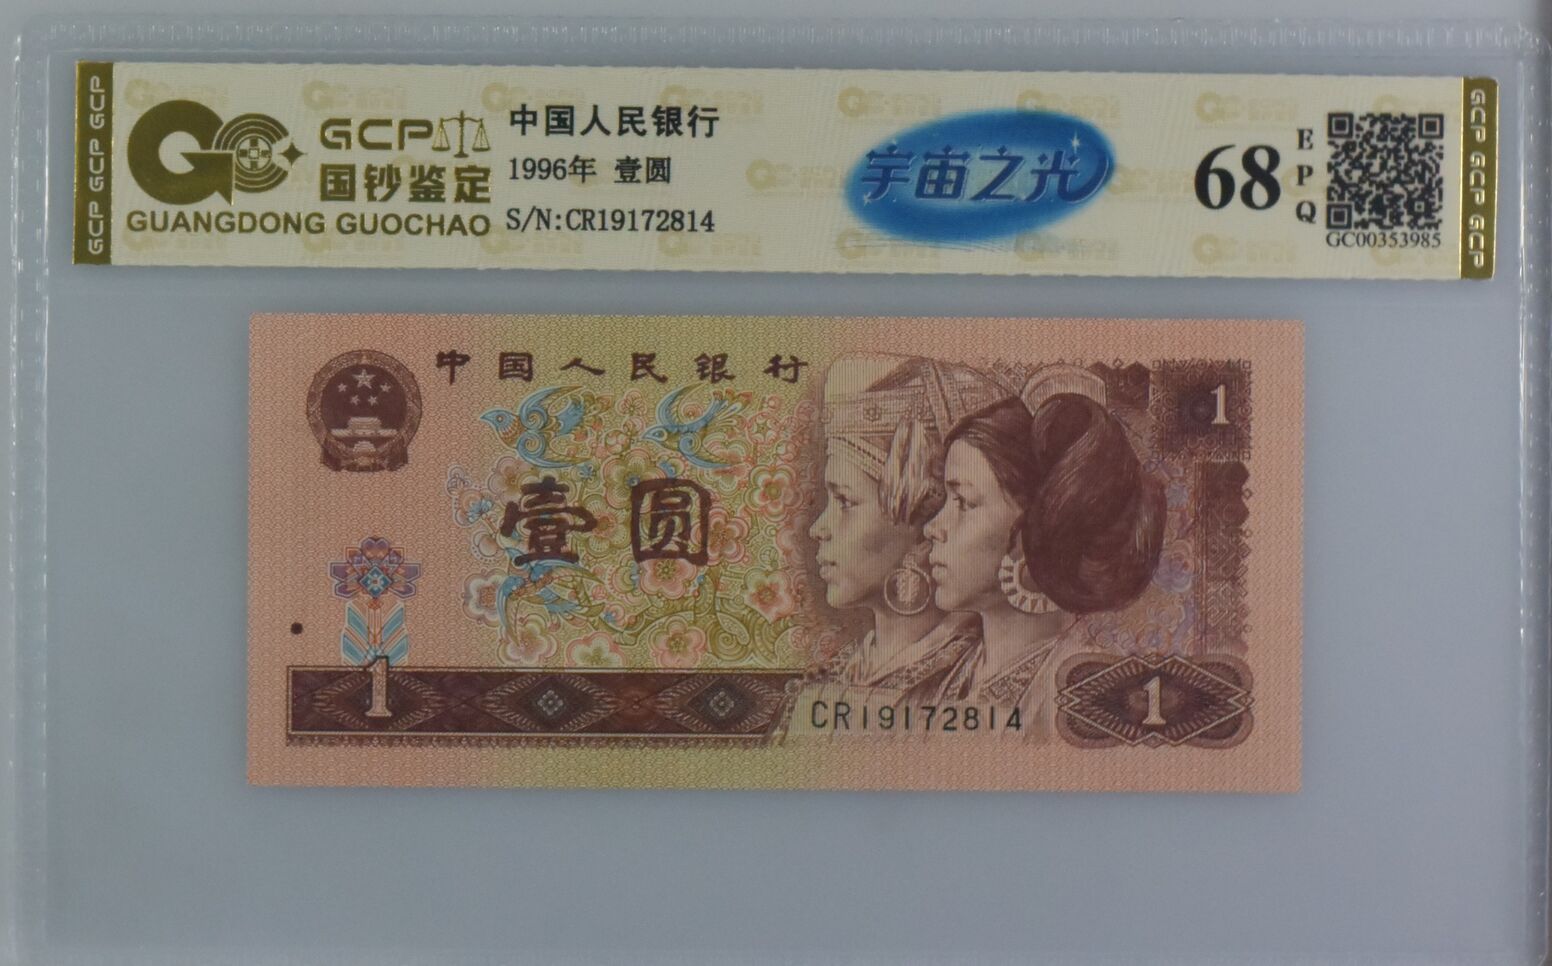 GCP GCP GCP
GCP
国钞鉴定
GUANGDONG GUOCHAO
中国人民银行
1996年 壹圆
S/N:CR19172814
宇宙之光
68
EPQ
GC00353985
GCP GCP GCP
中国人民银行
1
壹圆
1
CR19172814
1